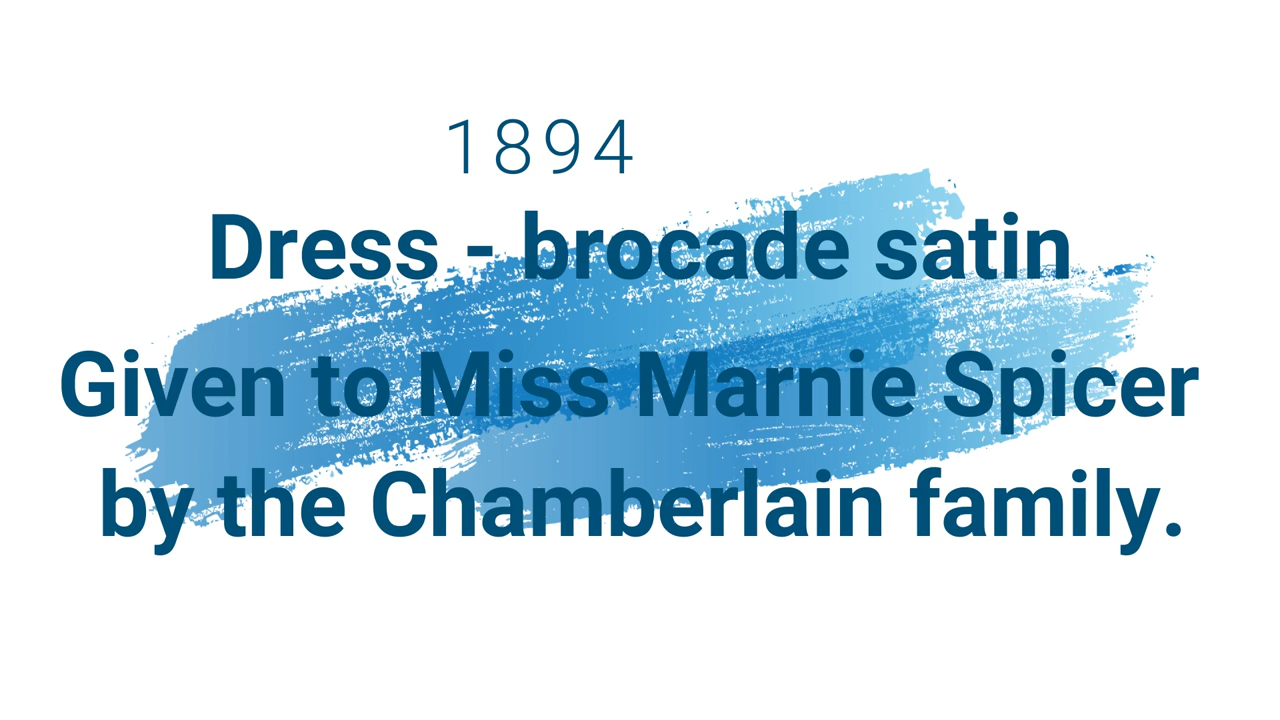 1894
Dress - brocade satin
Given to Miss Marnie Spicer
by the Chamberlain family.